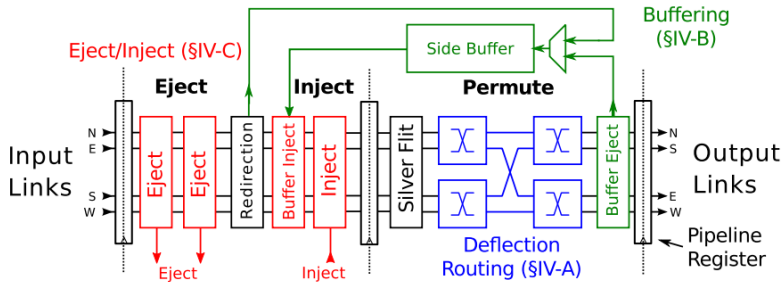 Buffering
(§IV-B)
Eject/Inject (§IV-C)
Side Buffer
Eject
Inject
Permute
Input
Links
N
E
S
W
Eject
Eject
Redirection
Buffer Inject
Inject
Silver Flit
Buffer Eject
N
S
E
W
Output
Links
Eject
Inject
Deflection
Routing (§IV-A)
Pipeline
Register